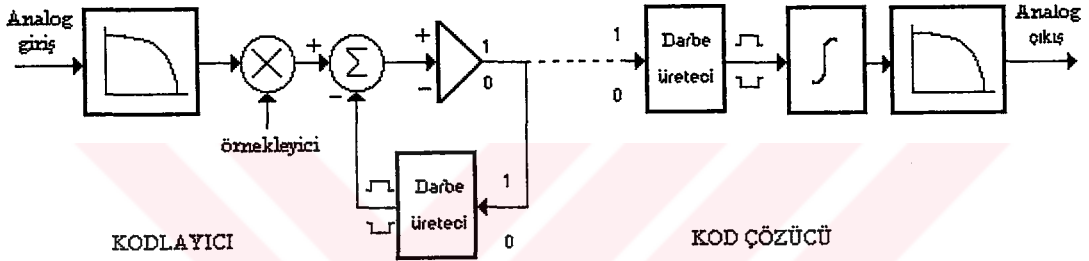 Analog
giriş
örnekleyici
+
-
Σ
+
-
1
0
Darbe
üreteci
1
0
KODLAYICI
1
0
Darbe
üreteci
Analog
çıkış
KOD ÇÖZÜCÜ